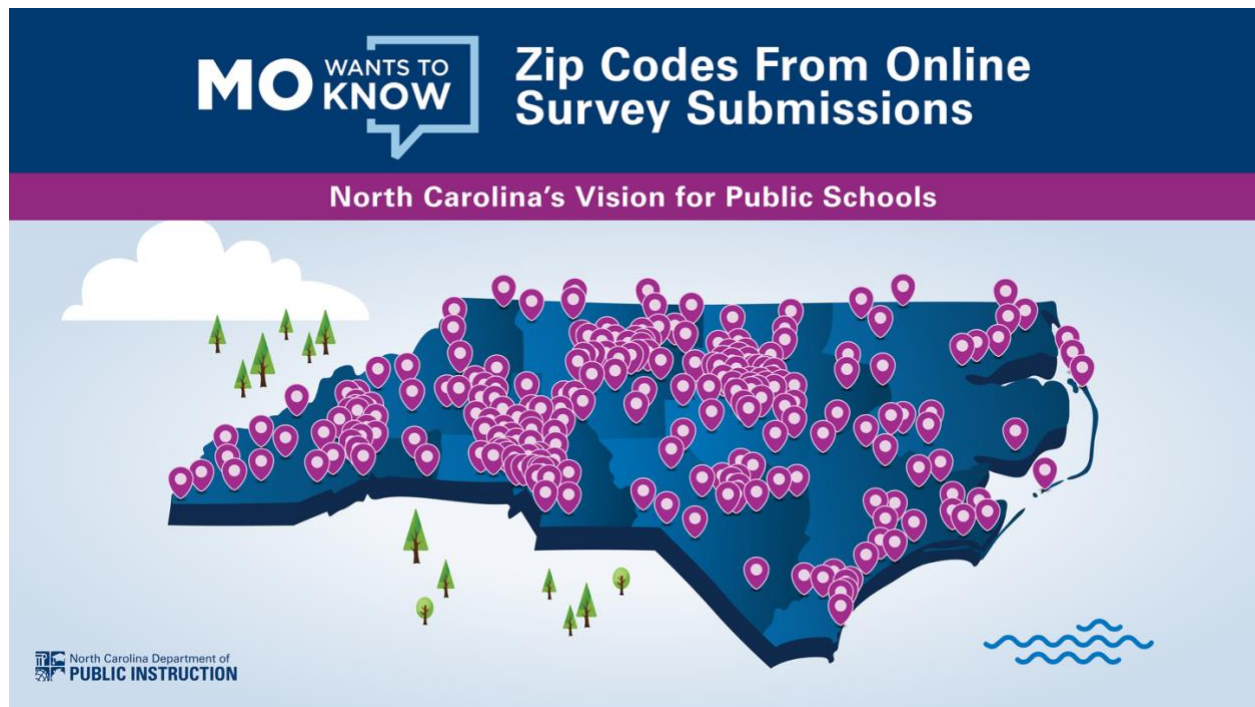 MO WANTS TO KNOW
Zip Codes From Online
Survey Submissions
North Carolina's Vision for Public Schools
North Carolina Department of
PUBLIC INSTRUCTION